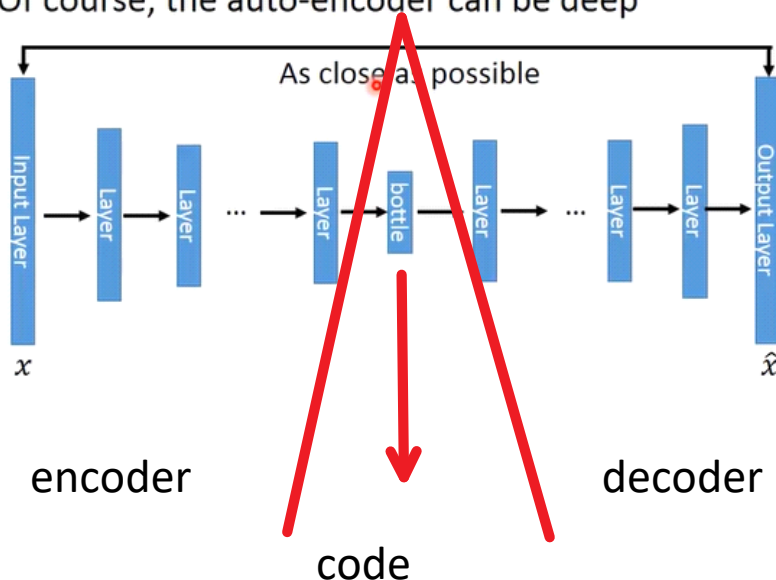 Of course, the auto-encoder can be deep
As close as possible
Input Layer
Layer
Layer
...
Layer
bottle
Layer
...
Layer
Layer
Output Layer
x
x̂
encoder
decoder
code